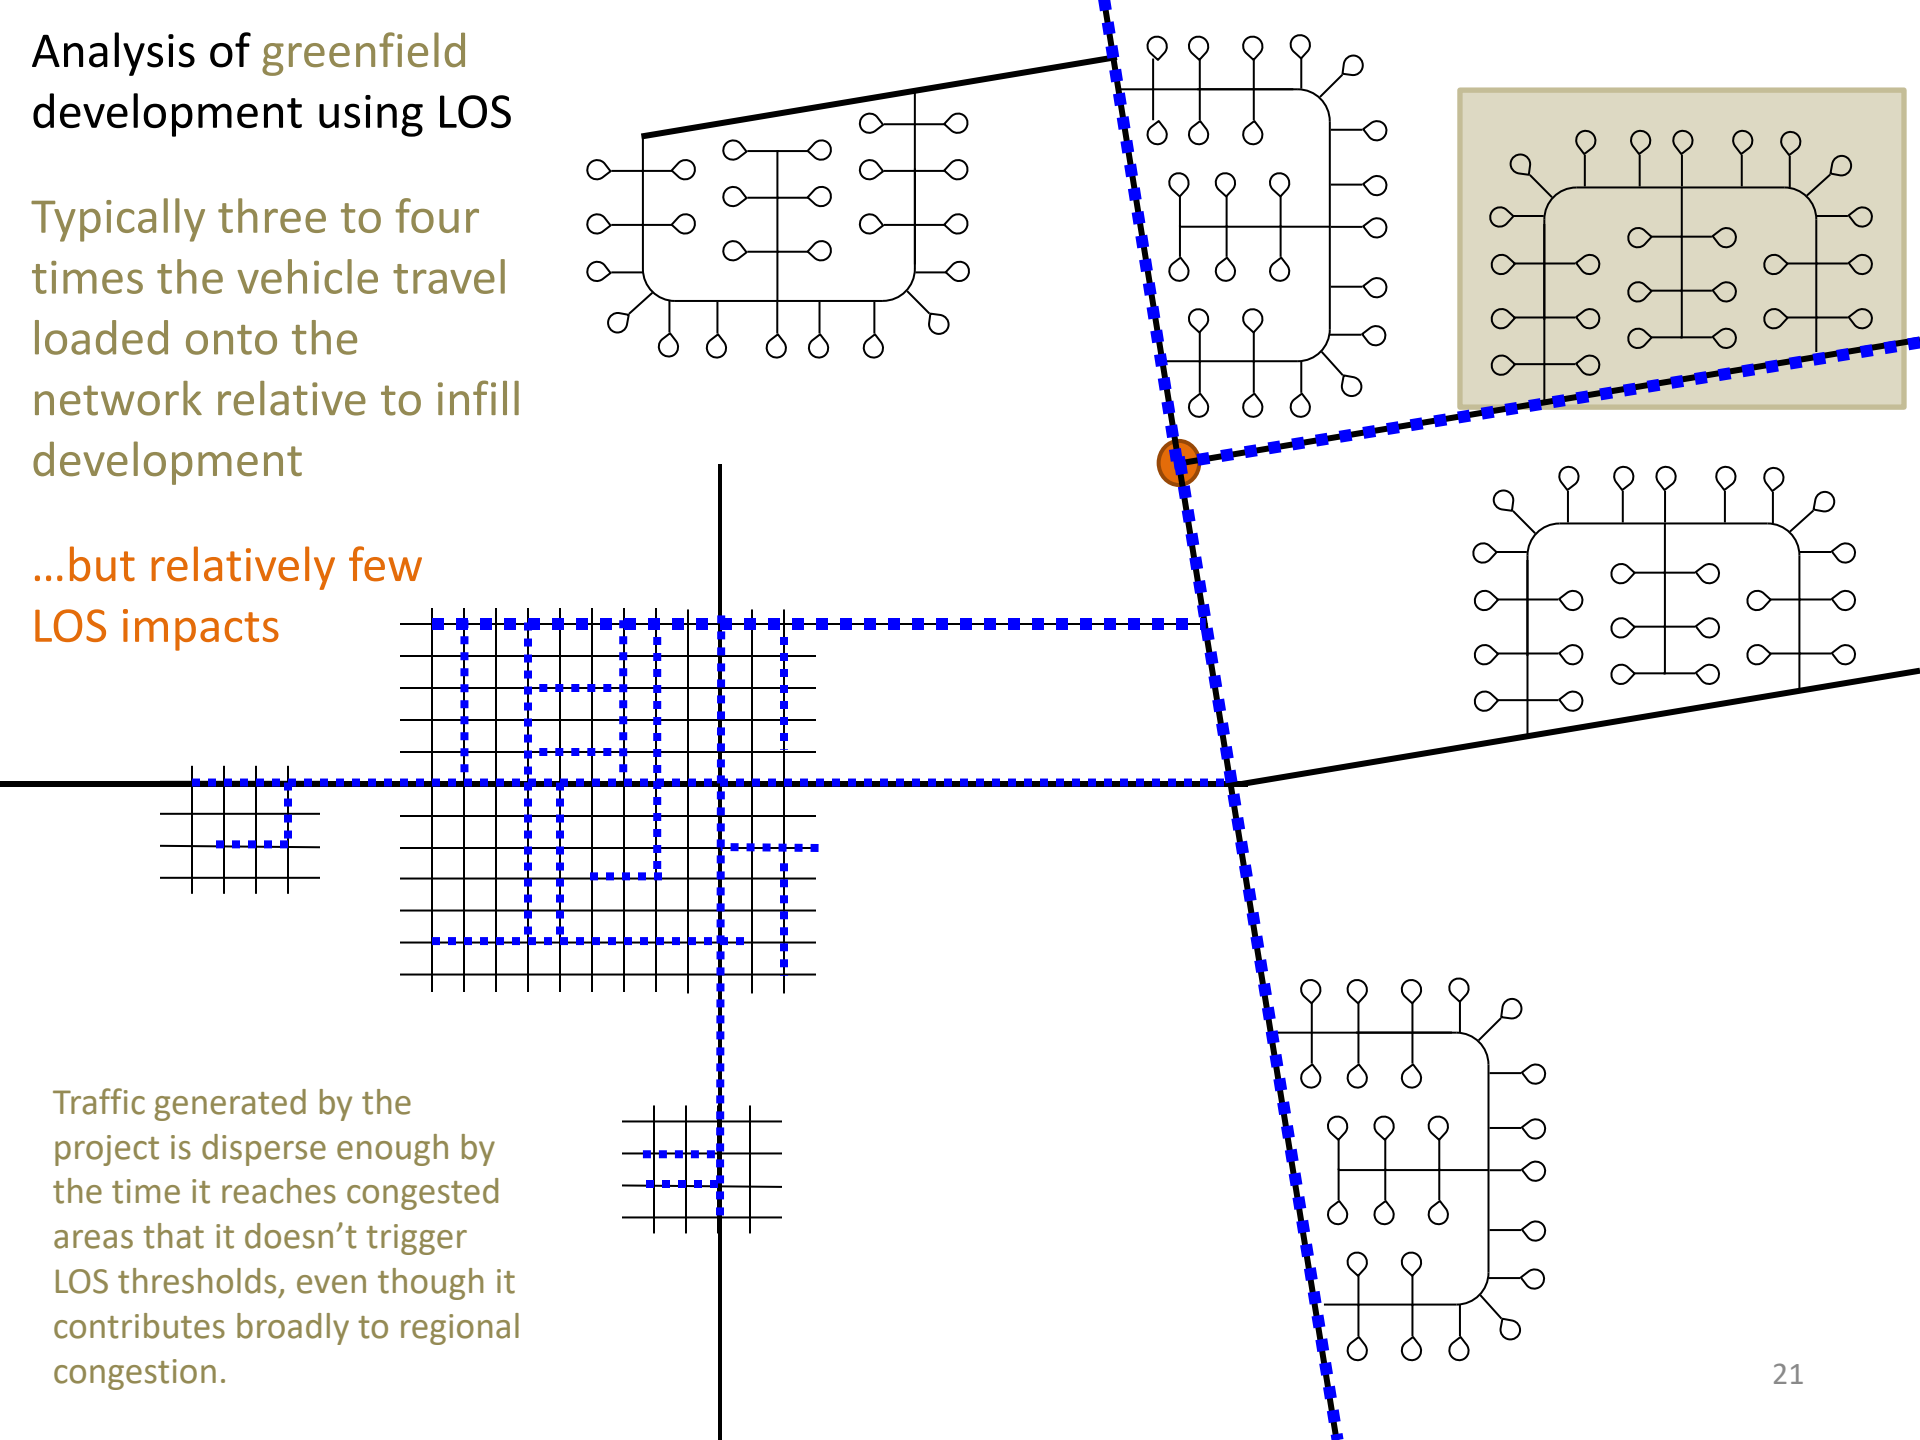 Analysis of greenfield
development using LOS
Typically three to four
times the vehicle travel
loaded onto the
network relative to infill
development
...but relatively few
LOS impacts
Traffic generated by the
project is disperse enough by
the time it reaches congested
areas that it doesn’t trigger
LOS thresholds, even though it
contributes broadly to regional
congestion.
21